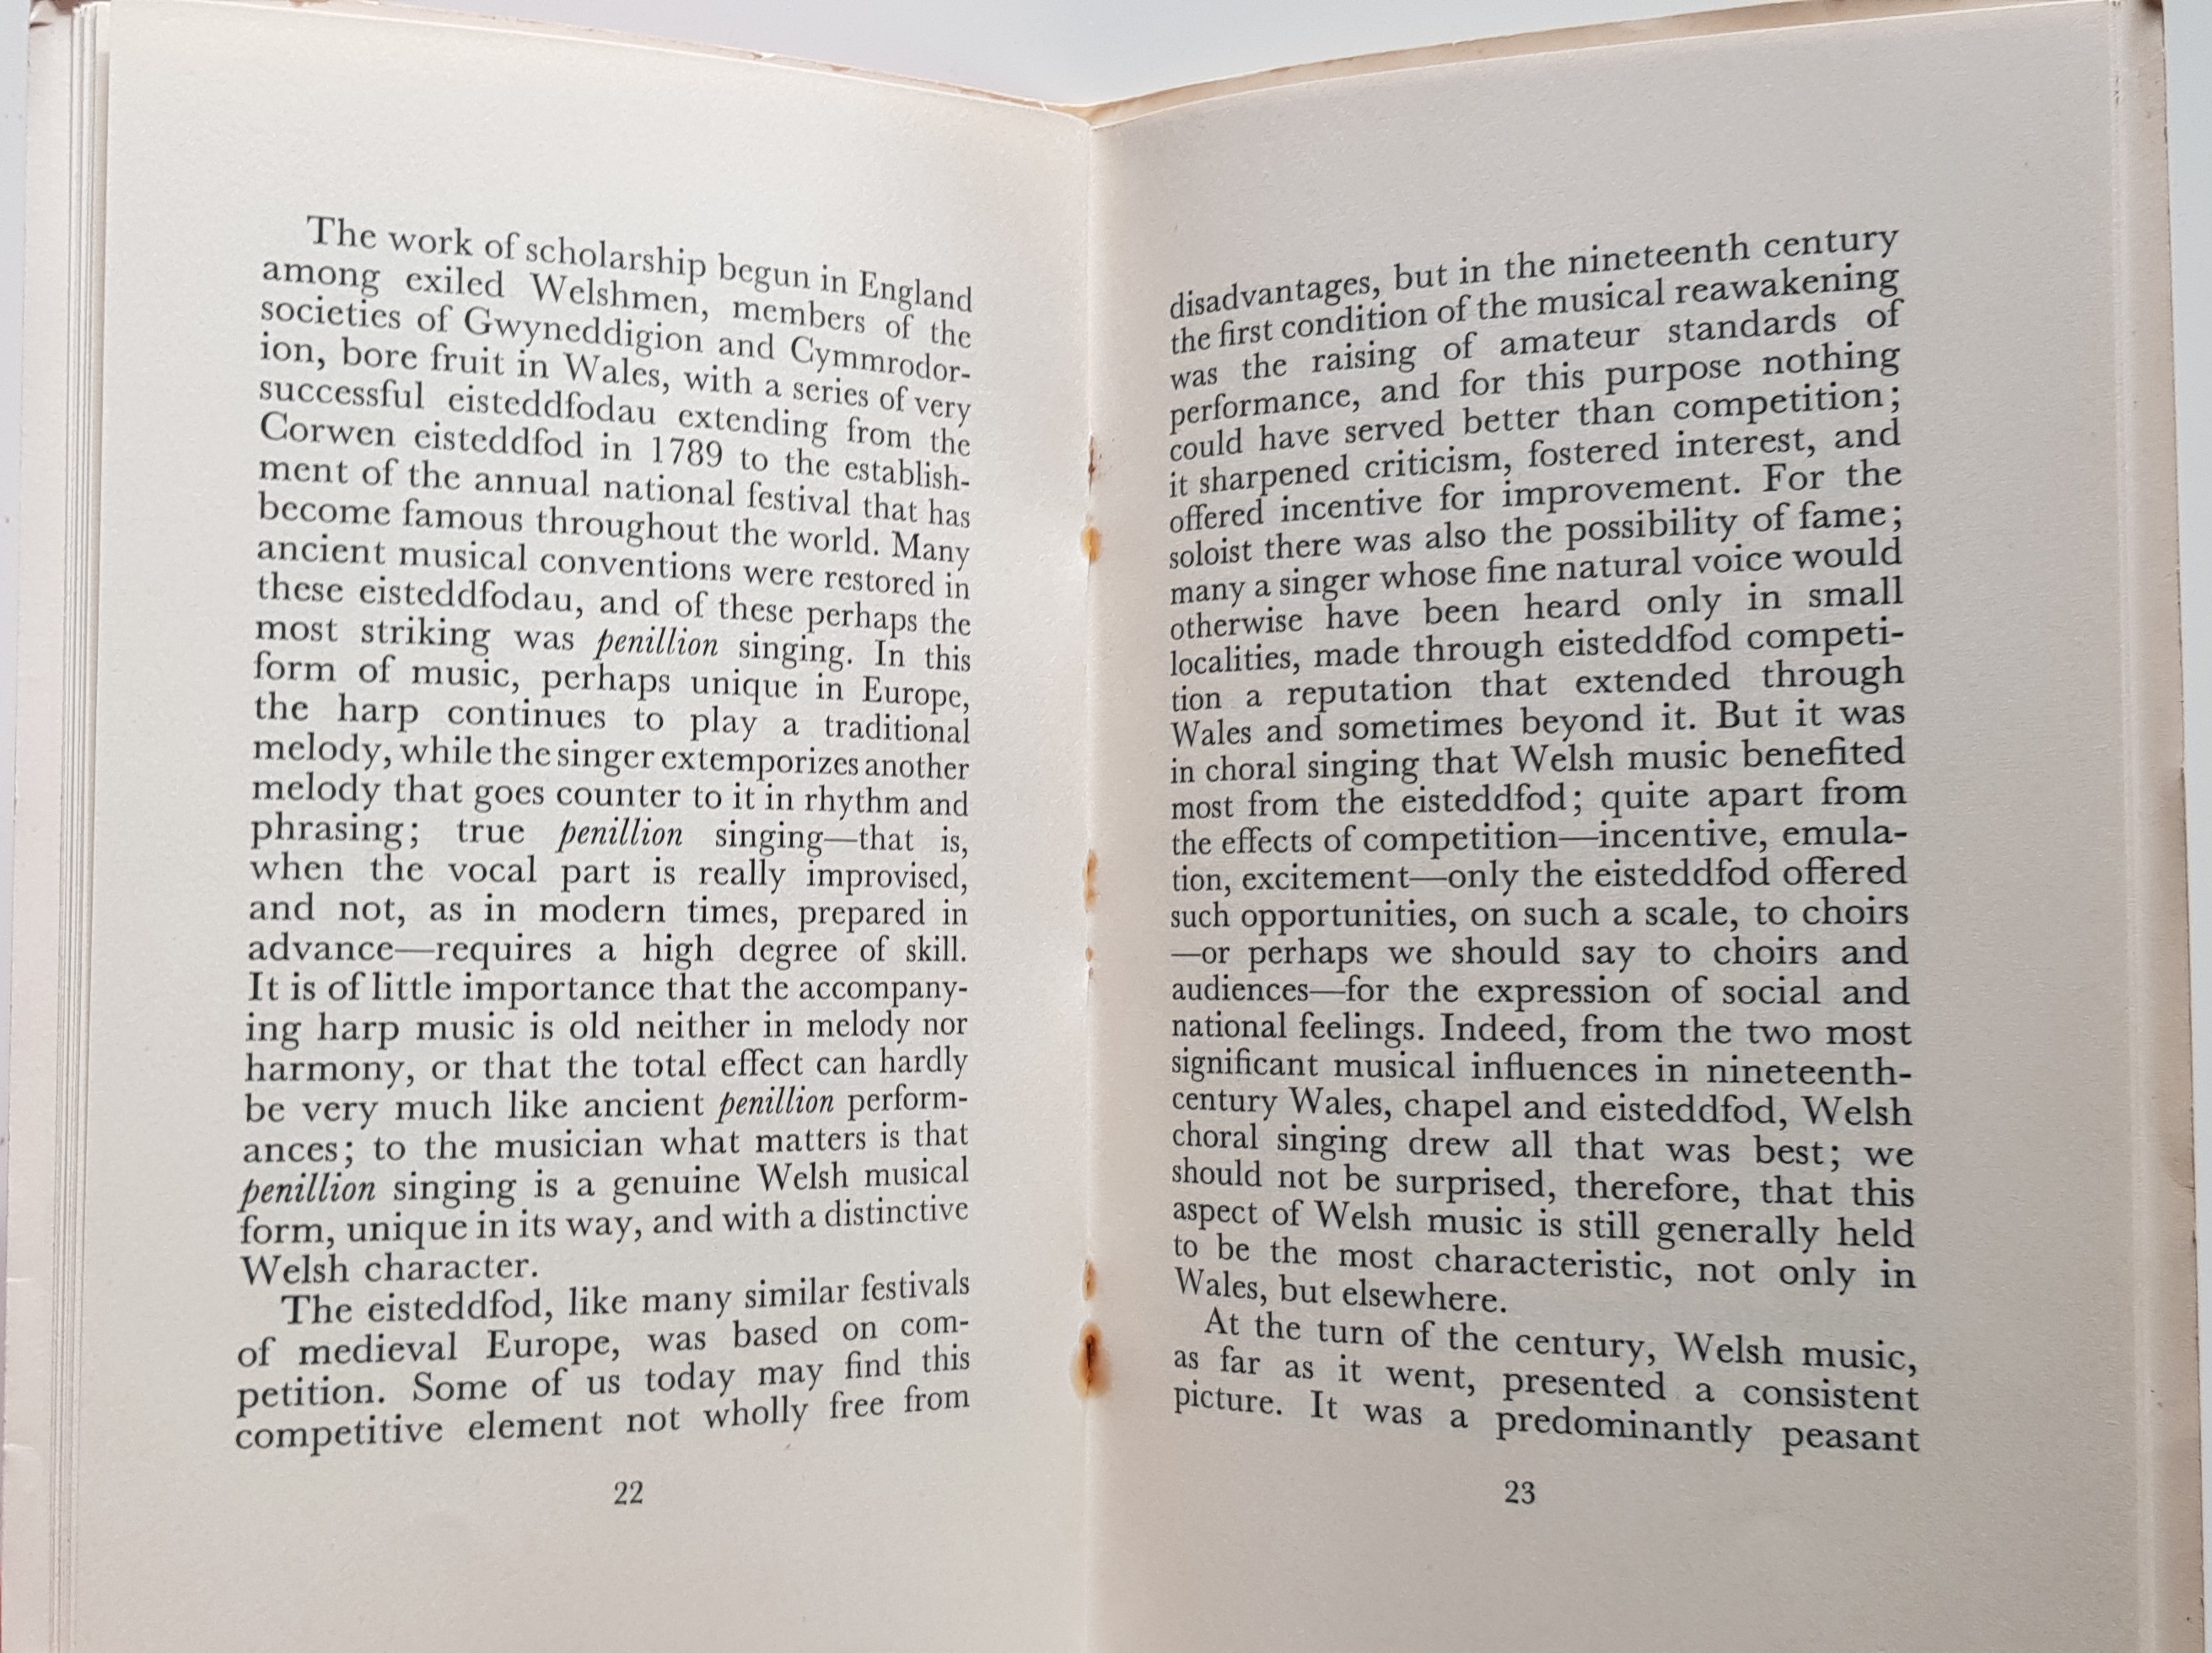 The work of scholarship begun in England
among exiled Welshmen, members of the
societies of Gwyneddigion and Cymmrodor-
ion, bore fruit in Wales, with a series of very
successful eisteddfodau extending from the
Corwen eisteddfod in 1789 to the establish-
ment of the annual national festival that has
become famous throughout the world. Many
ancient musical conventions were restored in
these eisteddfodau, and of these perhaps the
most striking was penillion singing. In this
form of music, perhaps unique in Europe,
the harp continues to play a traditional
melody, while the singer extemporizes another
melody that goes counter to it in rhythm and
phrasing; true penillion singing—that is,
when the vocal part is really improvised,
and not, as in modern times, prepared in
advance—requires a high degree of skill.
It is of little importance that the accompany-
ing harp music is old neither in melody nor
harmony, or that the total effect can hardly
be very much like ancient penillion perform-
ances; to the musician what matters is that
penillion singing is a genuine Welsh musical
form, unique in its way, and with a distinctive
Welsh character.
The eisteddfod, like many similar festivals
of medieval Europe, was based on com-
petition. Some of us today may find this
competitive element not wholly free from
22
disadvantages, but in the nineteenth century
the first condition of the musical reawakening
was the raising of amateur standards of
performance, and for this purpose nothing
could have served better than competition;
it sharpened criticism, fostered interest, and
offered incentive for improvement. For the
soloist there was also the possibility of fame;
many a singer whose fine natural voice would
otherwise have been heard only in small
localities, made through eisteddfod competi-
tion a reputation that extended through
Wales and sometimes beyond it. But it was
in choral singing that Welsh music benefited
most from the eisteddfod; quite apart from
the effects of competition—incentive, emula-
tion, excitement—only the eisteddfod offered
such opportunities, on such a scale, to choirs
—or perhaps we should say to choirs and
audiences—for the expression of social and
national feelings. Indeed, from the two most
significant musical influences in nineteenth-
century Wales, chapel and eisteddfod, Welsh
choral singing drew all that was best; we
should not be surprised, therefore, that this
aspect of Welsh music is still generally held
to be the most characteristic, not only in
Wales, but elsewhere.
At the turn of the century, Welsh music,
as far as it went, presented a consistent
picture. It was a predominantly peasant
23